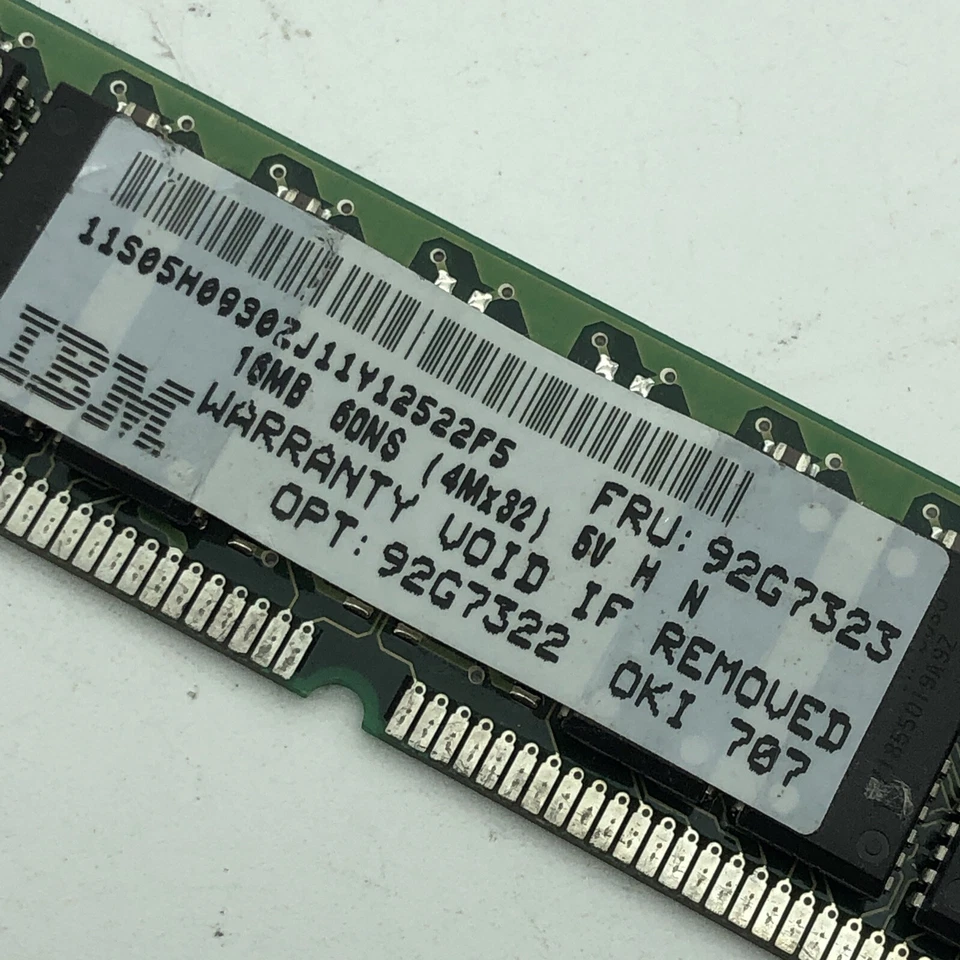 11S05H0930ZJ11Y12522F5
FRU: 92G7323
16MB 60NS (4Mx32) 5V H N
WARRANTY VOID IF REMOVED
OPT: 92G7322 OKI 707
IBM